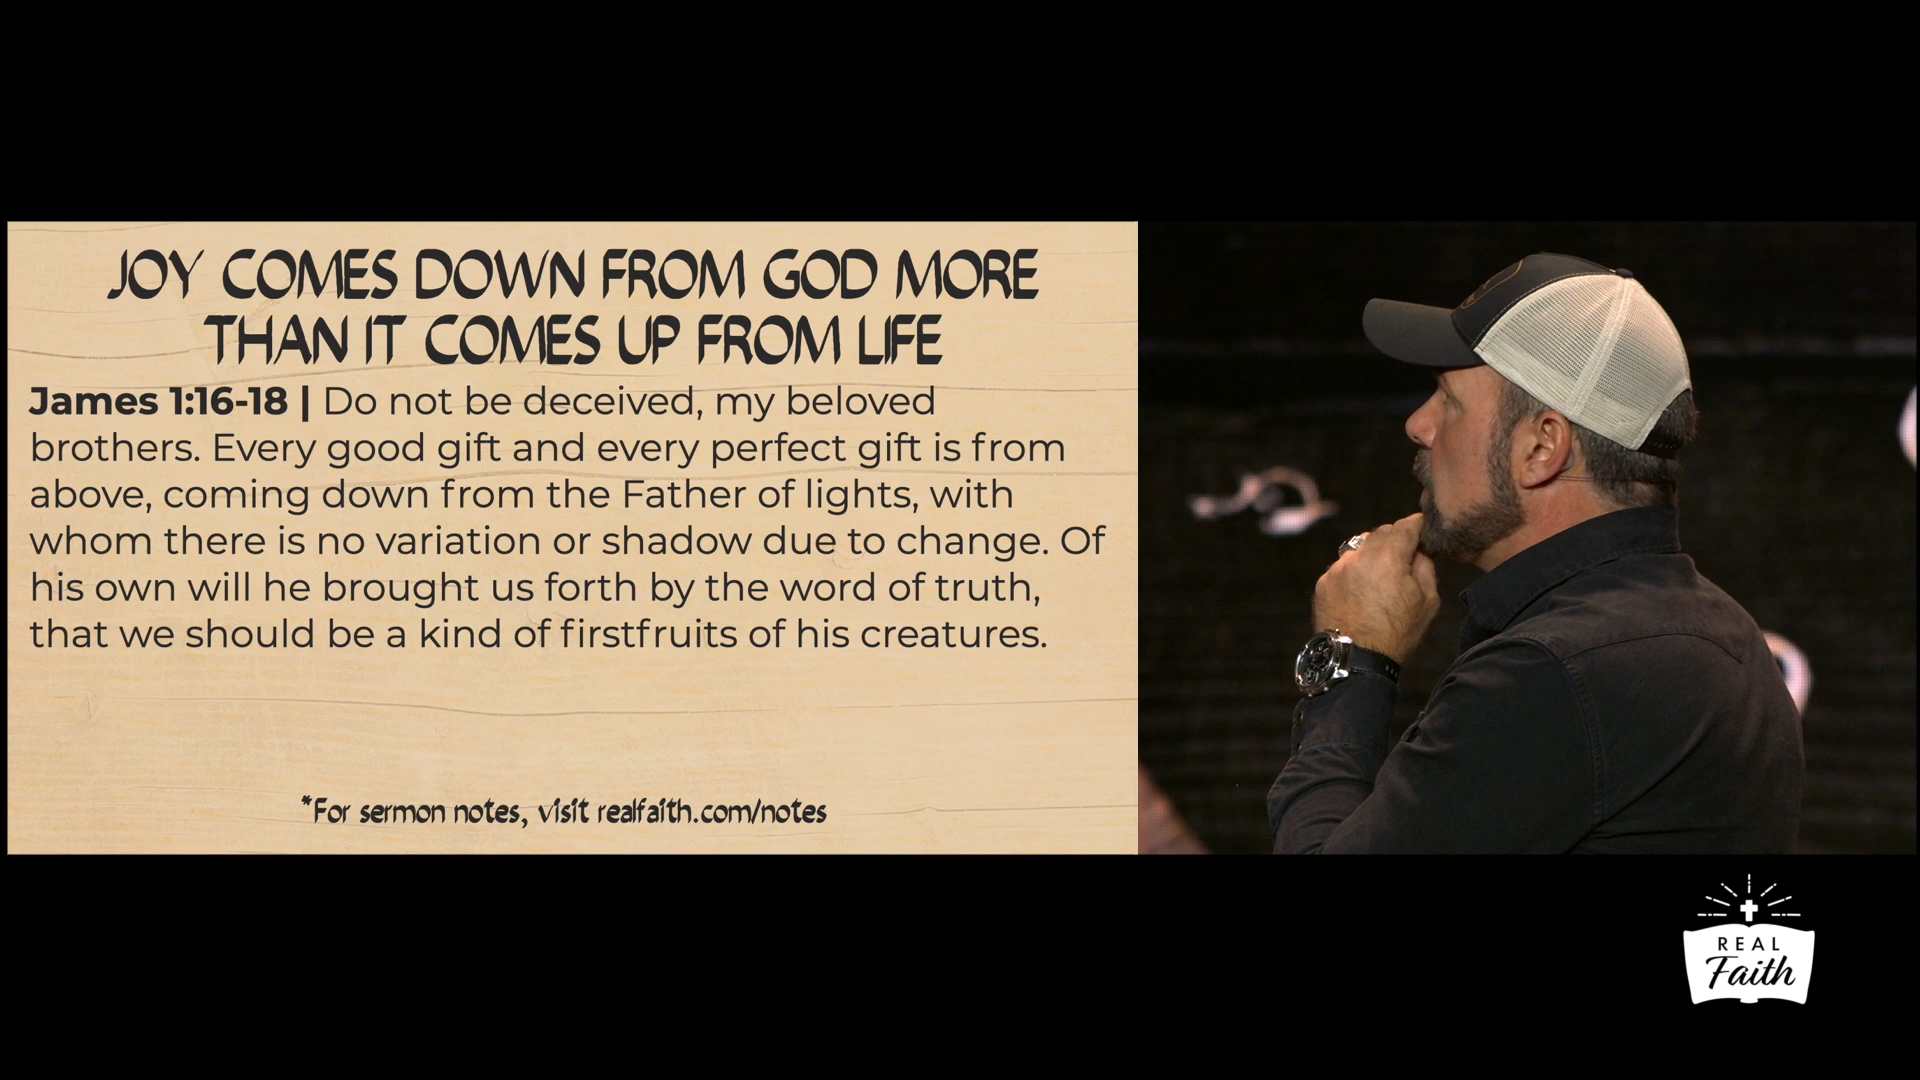 JOY COMES DOWN FROM GOD MORE
THAN IT COMES UP FROM LIFE
James 1:16-18 | Do not be deceived, my beloved
brothers. Every good gift and every perfect gift is from
above, coming down from the Father of lights, with
whom there is no variation or shadow due to change. Of
his own will he brought us forth by the word of truth,
that we should be a kind of firstfruits of his creatures.
*For sermon notes, visit realfaith.com/notes
REAL
Faith